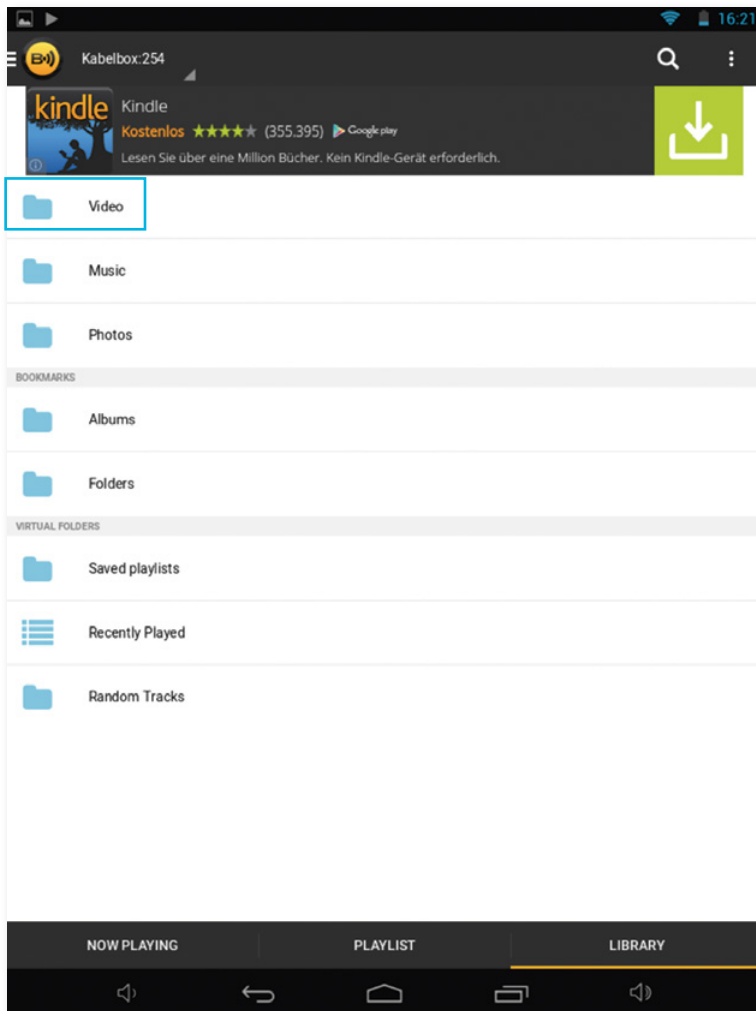 16:21
Kabelbox:254
kindle
Kindle
Kostenlos (355.395) Google play
Lesen Sie über eine Million Bücher. Kein Kindle-Gerät erforderlich.
Video
Music
Photos
BOOKMARKS
Albums
Folders
VIRTUAL FOLDERS
Saved playlists
Recently Played
Random Tracks
NOW PLAYING PLAYLIST LIBRARY